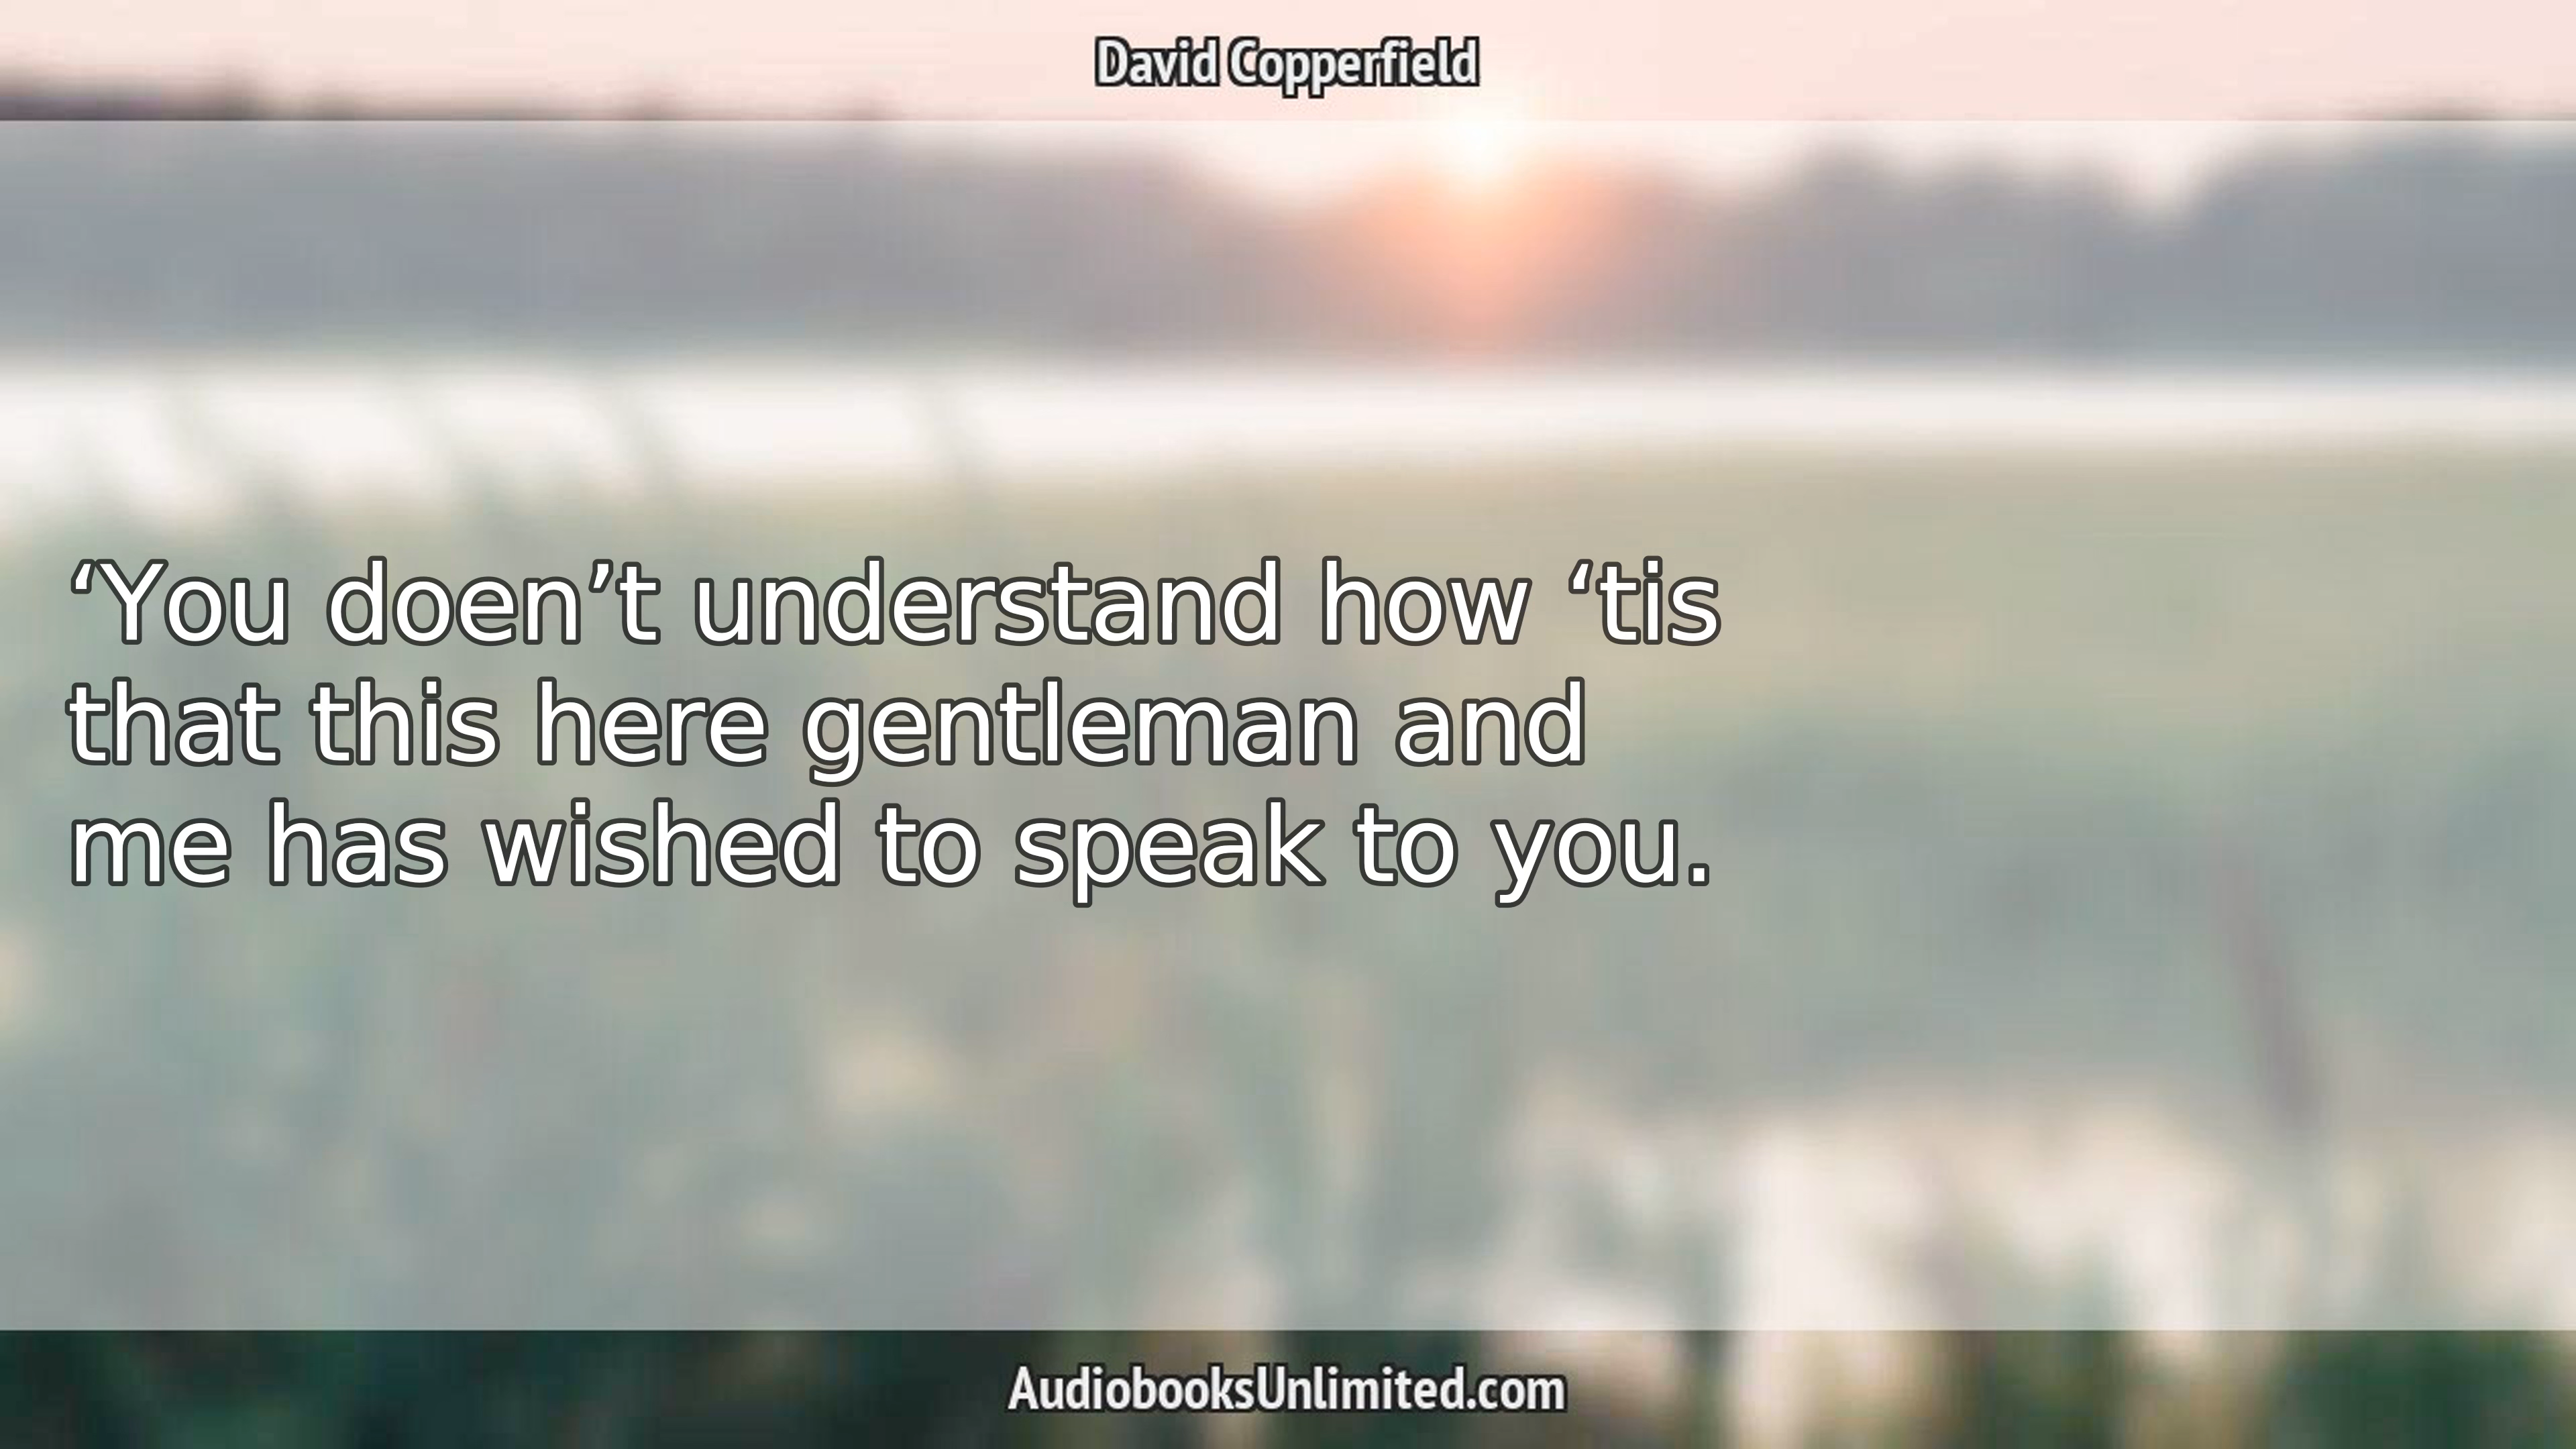 David Copperfield
‘You doen’t understand how ‘tis
that this here gentleman and
me has wished to speak to you.
AudiobooksUnlimited.com